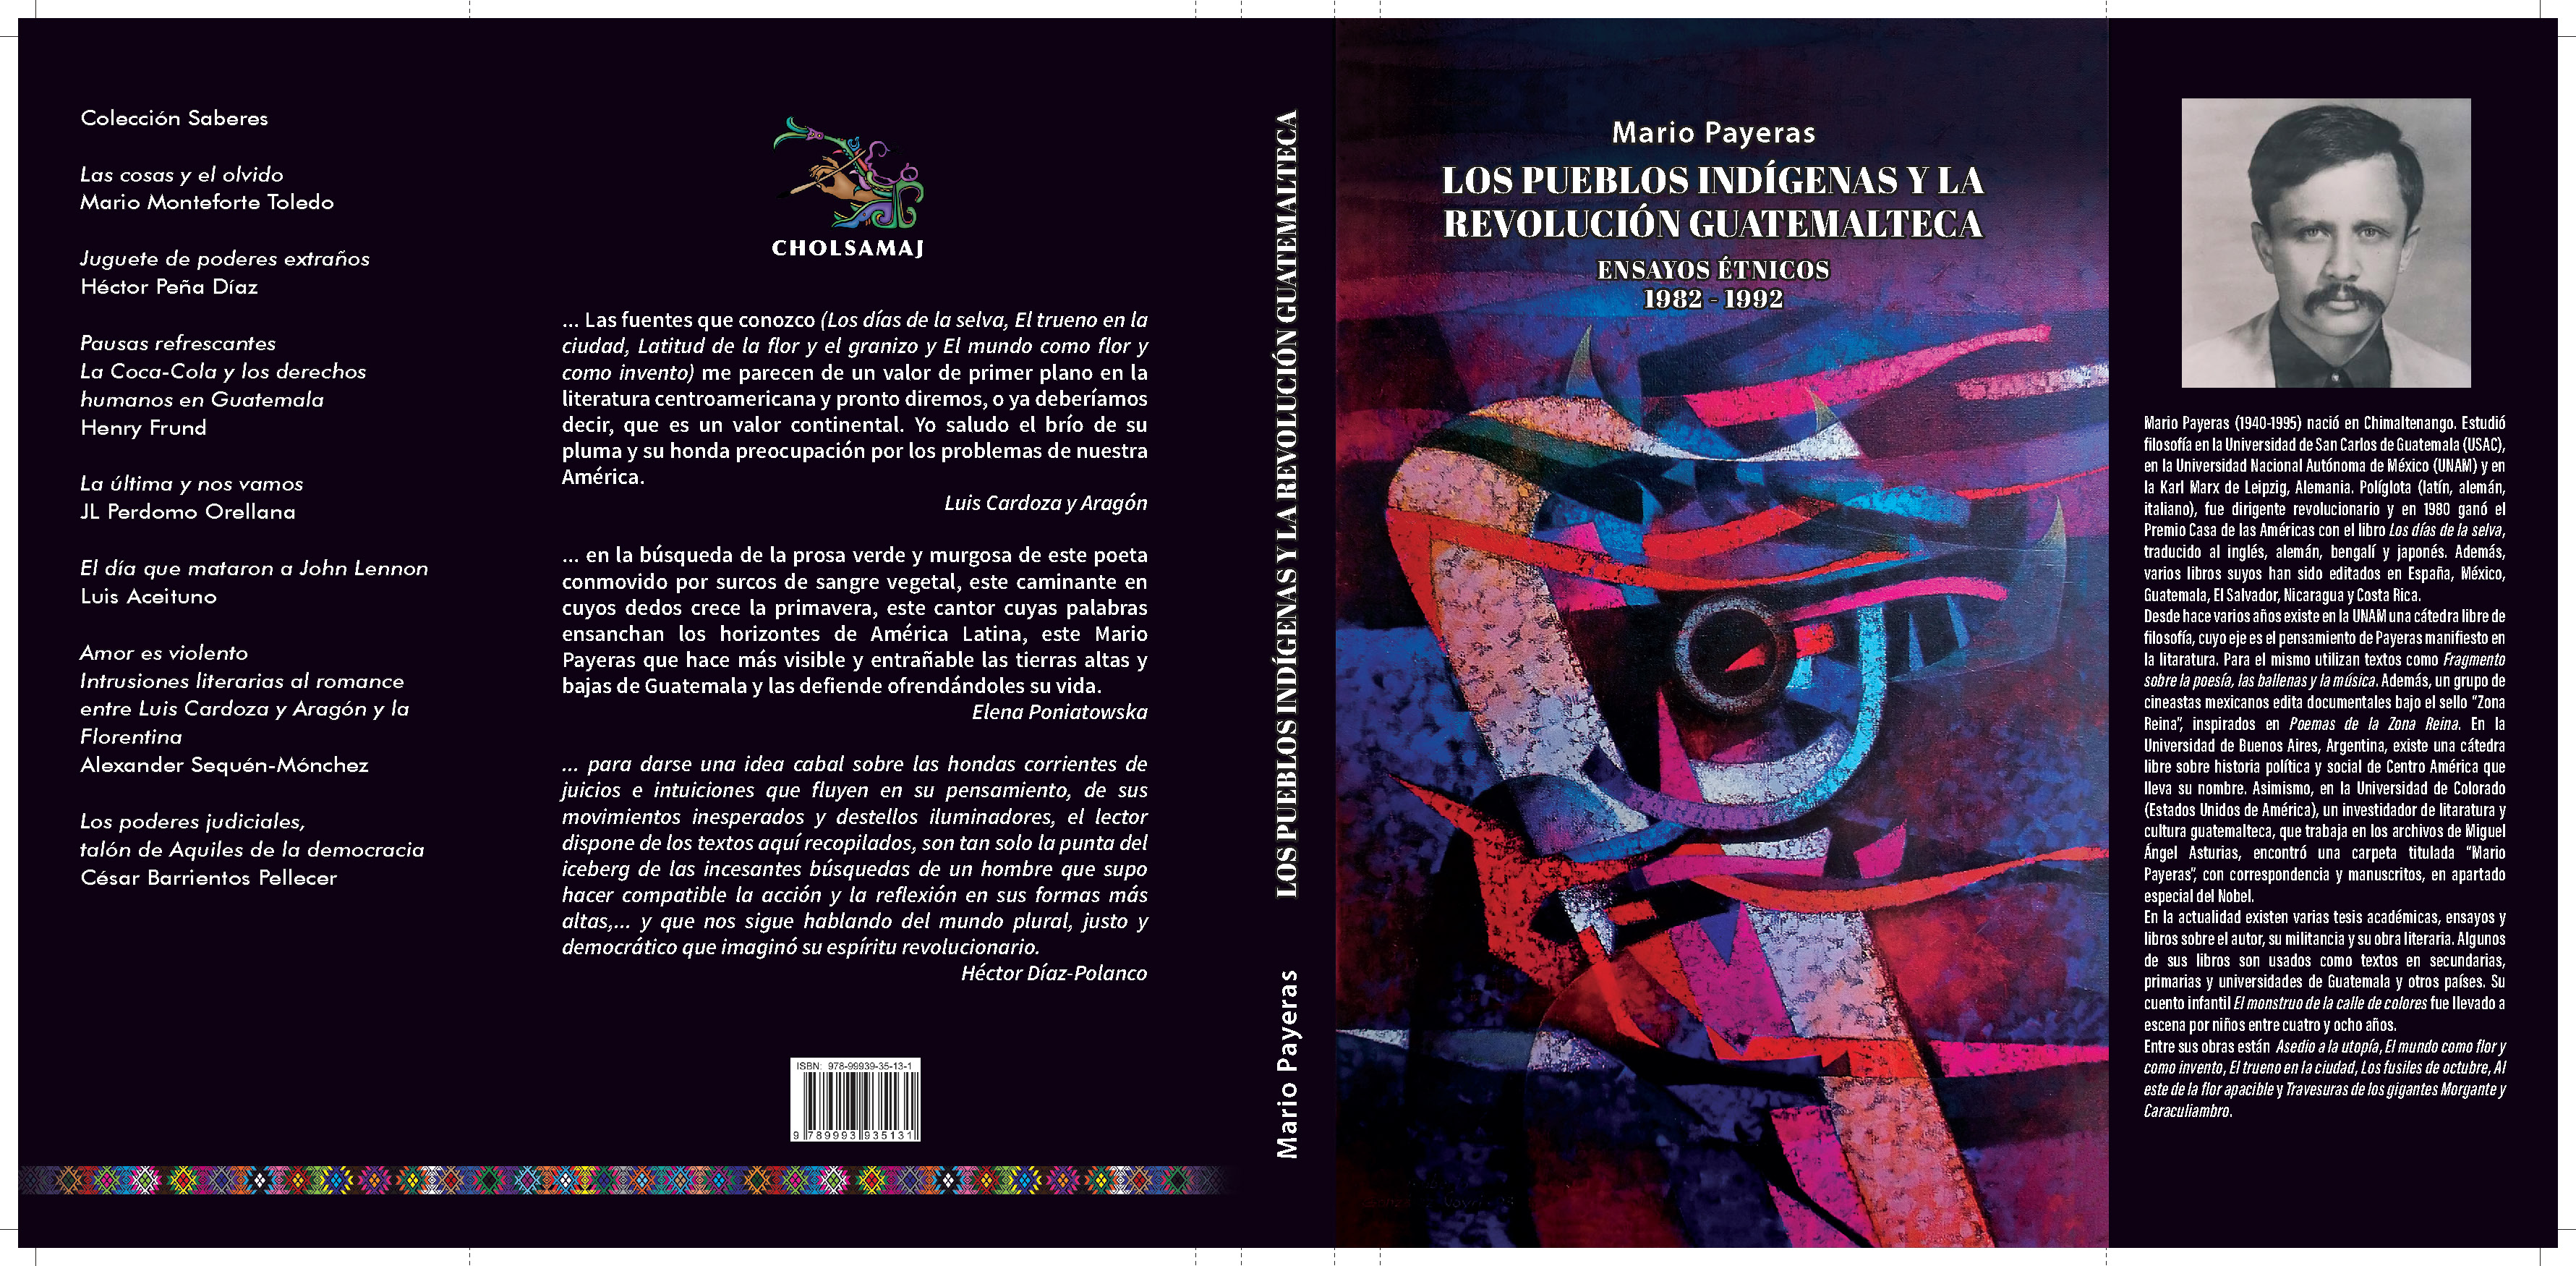 Colección Saberes
Las cosas y el olvido
Mario Monteforte Toledo
Juguete de poderes extraños
Héctor Peña Díaz
Pausas refrescantes
La Coca-Cola y los derechos
humanos en Guatemala
Henry Frund
La última y nos vamos
JL Perdomo Orellana
El día que mataron a John Lennon
Luis Aceituno
Amor es violento
Intrusiones literarias al romance
entre Luis Cardoza y Aragón y la
Florentina
Alexander Sequén-Mónchez
Los poderes judiciales,
talón de Aquiles de la democracia
César Barrientos Pellecer
CHOLSAMAJ
... Las fuentes que conozco (Los días de la selva, El trueno en la
ciudad, Latitud de la flor y el granizo y El mundo como flor y
como invento) me parecen de un valor de primer plano en la
literatura centroamericana y pronto diremos, o ya deberíamos
decir, que es un valor continental. Yo saludo el brío de su
pluma y su honda preocupación por los problemas de nuestra
América.
Luis Cardoza y Aragón
... en la búsqueda de la prosa verde y murgosa de este poeta
conmovido por surcos de sangre vegetal, este caminante en
cuyos dedos crece la primavera, este cantor cuyas palabras
ensanchan los horizontes de América Latina, este Mario
Payeras que hace más visible y entrañable las tierras altas y
bajas de Guatemala y las defiende ofrendándoles su vida.
Elena Poniatowska
... para darse una idea cabal sobre las hondas corrientes de
juicios e intuiciones que fluyen en su pensamiento, de sus
movimientos inesperados y destellos iluminadores, el lector
dispone de los textos aquí recopilados, son tan solo la punta del
iceberg de las incesantes búsquedas de un hombre que supo
hacer compatible la acción y la reflexión en sus formas más
altas,... y que nos sigue hablando del mundo plural, justo y
democrático que imaginó su espíritu revolucionario.
Héctor Díaz-Polanco
ISBN: 978-99939-35-13-1
9 789993 935131
LOS PUEBLOS INDÍGENAS Y LA REVOLUCIÓN GUATEMALTECA
Mario Payeras
Mario Payeras
LOS PUEBLOS INDÍGENAS Y LA
REVOLUCIÓN GUATEMALTECA
ENSAYOS ÉTNICOS
1982 - 1992
Mario Payeras (1940-1995) nació en Chimaltenango. Estudió
filosofía en la Universidad de San Carlos de Guatemala (USAC),
en la Universidad Nacional Autónoma de México (UNAM) y en
la Karl Marx de Leipzig, Alemania. Políglota (latín, alemán,
italiano), fue dirigente revolucionario y en 1980 ganó el
Premio Casa de las Américas con el libro Los días de la selva,
traducido al inglés, alemán, bengalí y japonés. Además,
varios libros suyos han sido editados en España, México,
Guatemala, El Salvador, Nicaragua y Costa Rica.
Desde hace varios años existe en la UNAM una cátedra libre de
filosofía, cuyo eje es el pensamiento de Payeras manifiesto en
la litaratura. Para el mismo utilizan textos como Fragmento
sobre la poesía, las ballenas y la música. Además, un grupo de
cineastas mexicanos edita documentales bajo el sello “Zona
Reina”, inspirados en Poemas de la Zona Reina. En la
Universidad de Buenos Aires, Argentina, existe una cátedra
libre sobre historia política y social de Centro América que
lleva su nombre. Asimismo, en la Universidad de Colorado
(Estados Unidos de América), un investidador de litaratura y
cultura guatemalteca, que trabaja en los archivos de Miguel
Ángel Asturias, encontró una carpeta titulada “Mario
Payeras”, con correspondencia y manuscritos, en apartado
especial del Nobel.
En la actualidad existen varias tesis académicas, ensayos y
libros sobre el autor, su militancia y su obra literaria. Algunos
de sus libros son usados como textos en secundarias,
primarias y universidades de Guatemala y otros países. Su
cuento infantil El monstruo de la calle de colores fue llevado a
escena por niños entre cuatro y ocho años.
Entre sus obras están Asedio a la utopía, El mundo como flor y
como invento, El trueno en la ciudad, Los fusiles de octubre, Al
este de la flor apacible y Travesuras de los gigantes Morgante y
Caraculiambro.